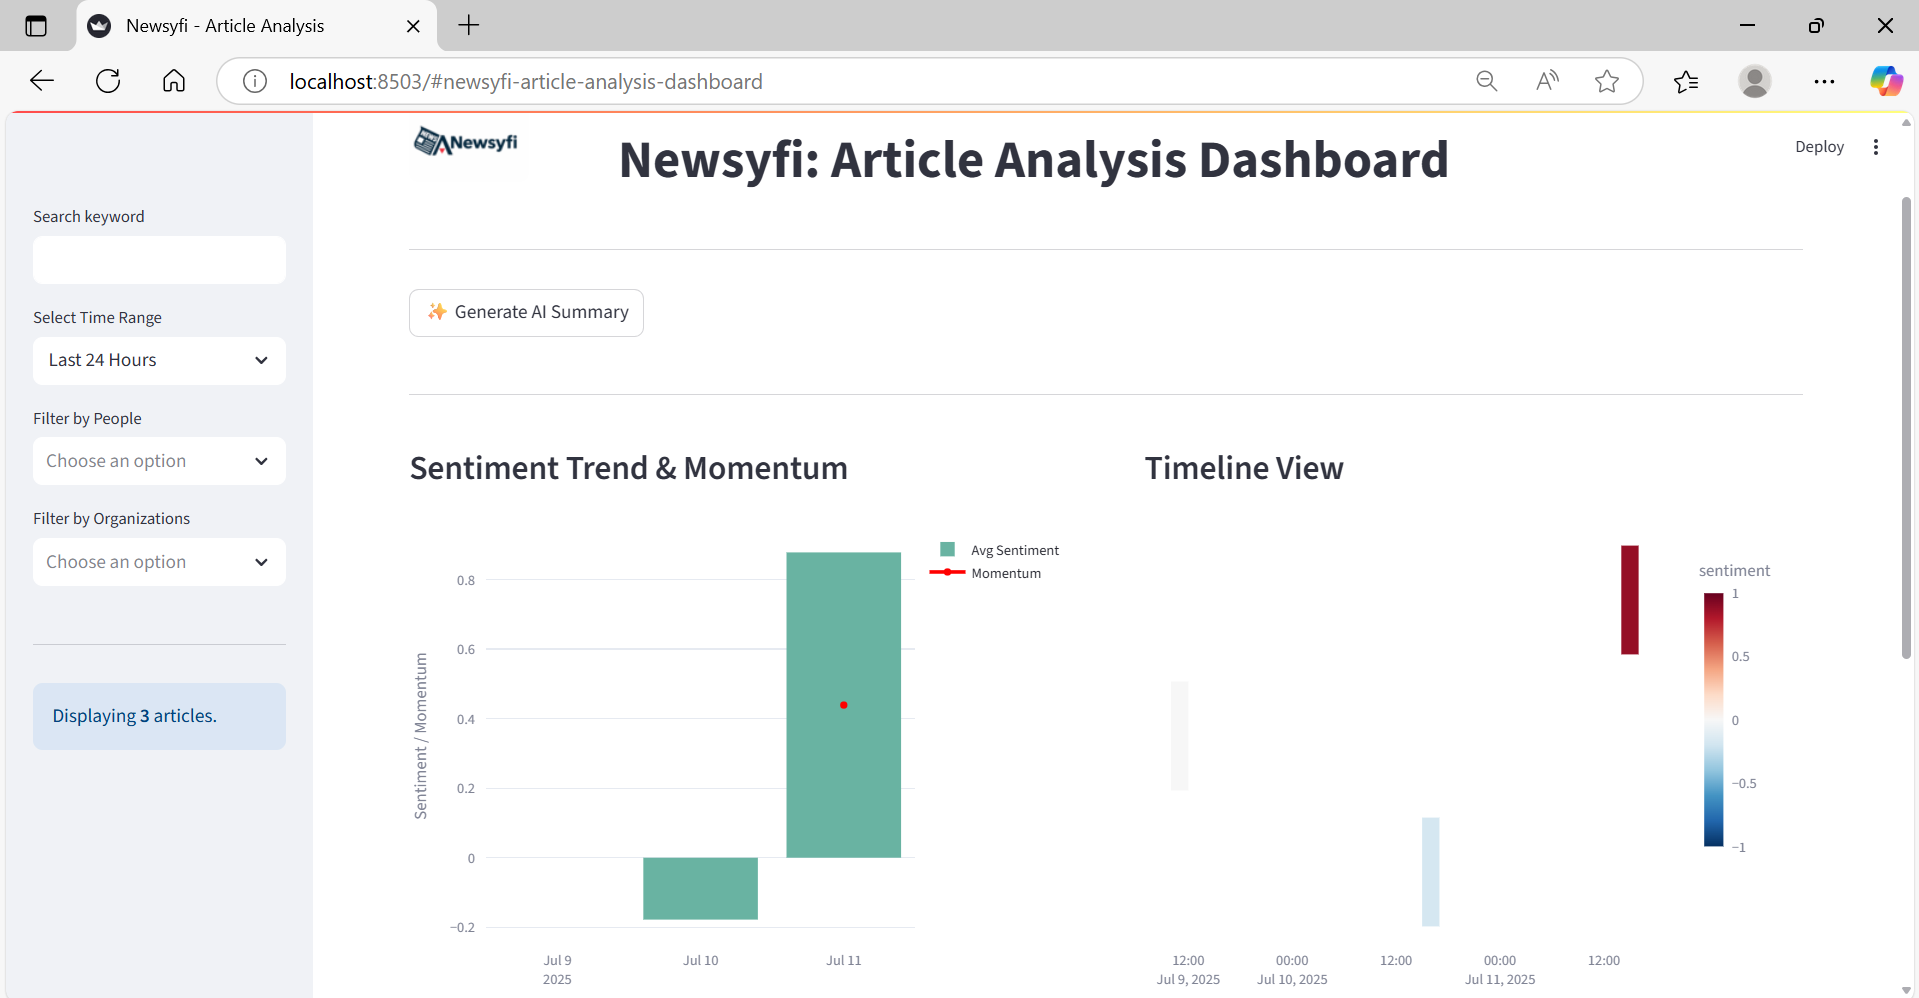 Newsyfi - Article Analysis
localhost:8503/#newsyfi-article-analysis-dashboard
Deploy
Search keyword
Select Time Range
Last 24 Hours
Filter by People
Choose an option
Filter by Organizations
Choose an option
Displaying 3 articles.
NEWS
Newsyfi
Newsyfi: Article Analysis Dashboard
✨ Generate AI Summary
Sentiment Trend & Momentum
Avg Sentiment
Momentum
Sentiment / Momentum
0.8
0.6
0.4
0.2
0
−0.2
Jul 9
2025
Jul 10
Jul 11
Timeline View
sentiment
1
0.5
0
−0.5
−1
12:00
Jul 9, 2025
00:00
Jul 10, 2025
12:00
00:00
Jul 11, 2025
12:00